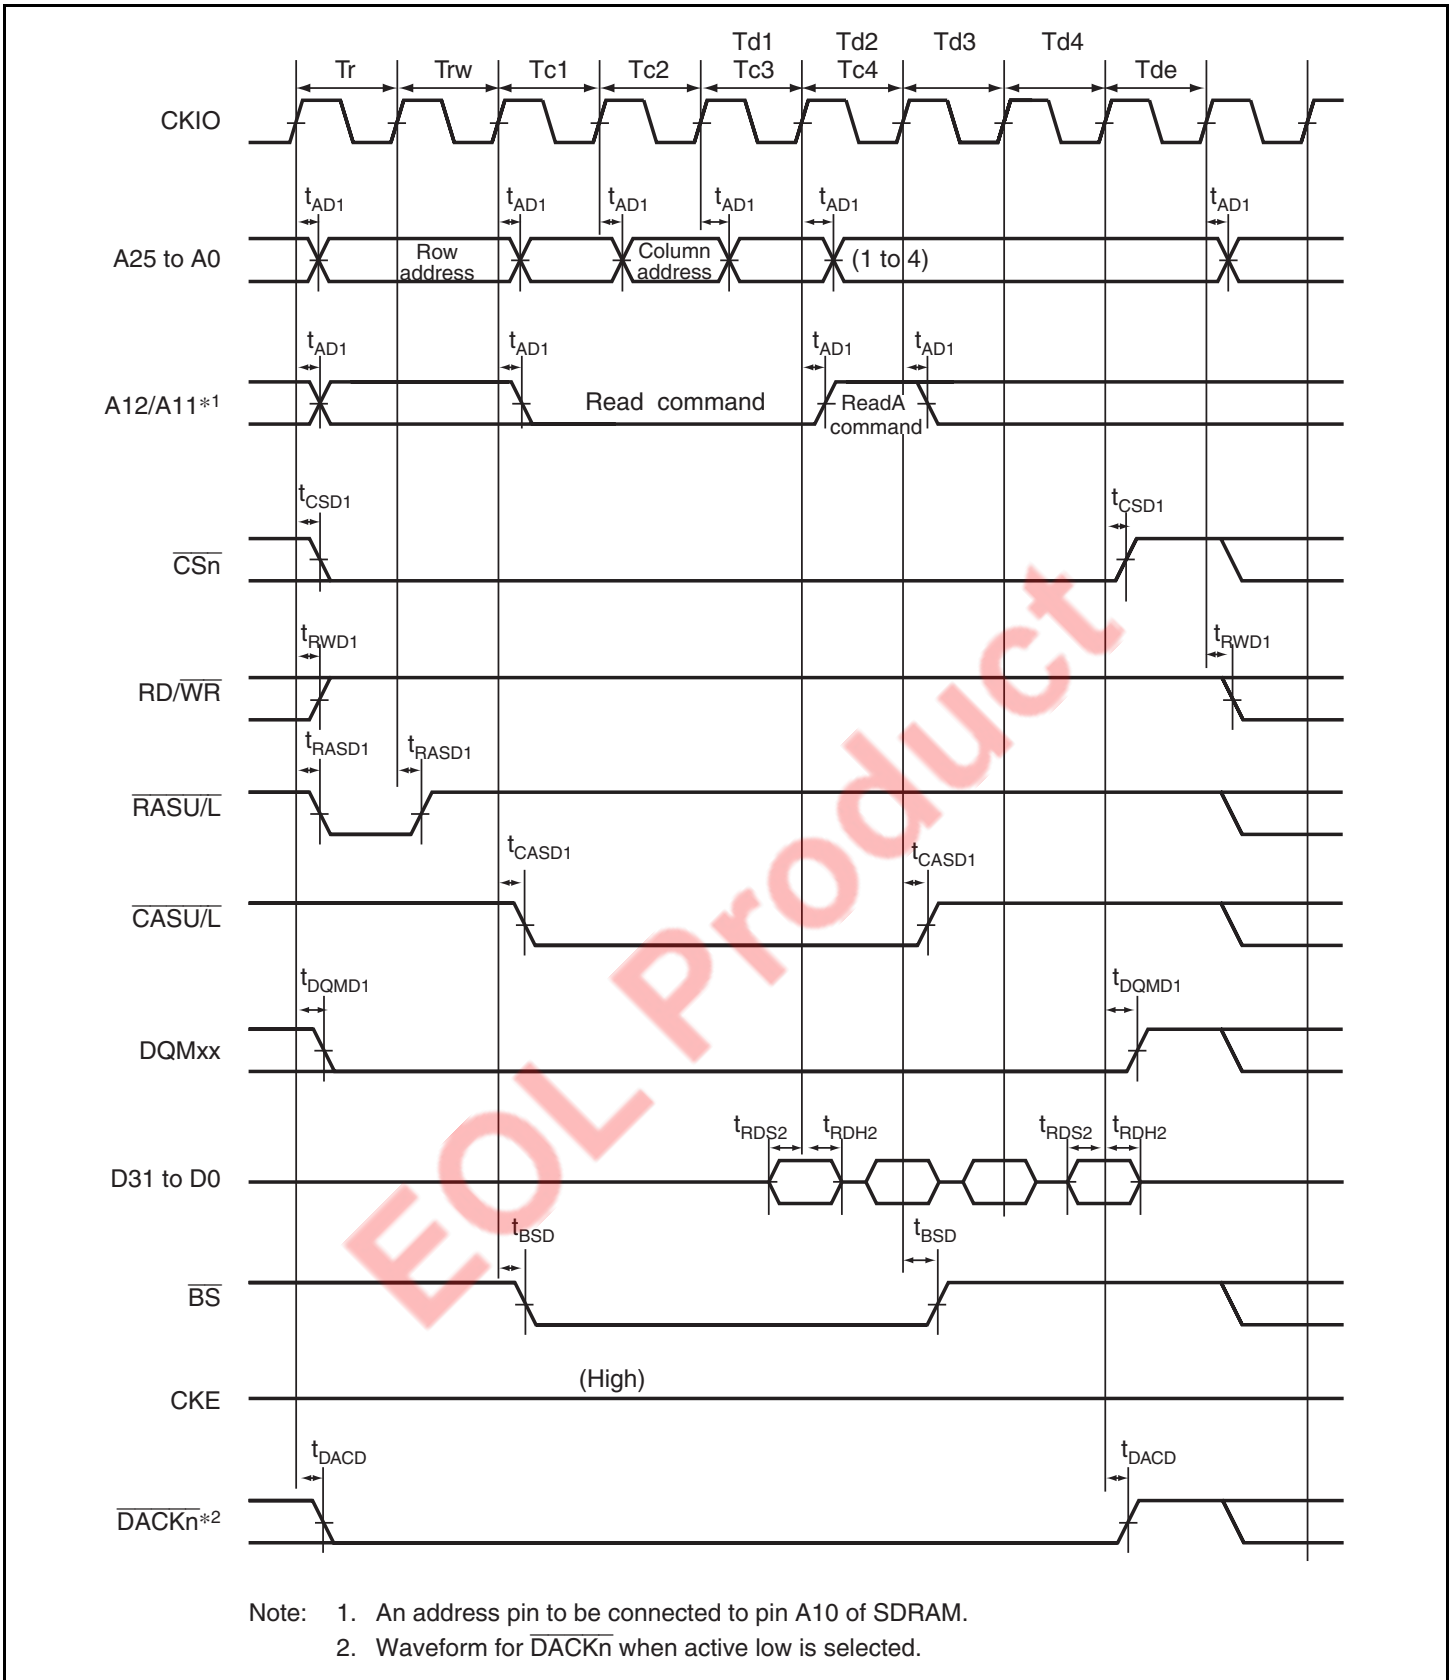 Td1 Td2 Td3 Td4
Tr Trw Tc1 Tc2 Tc3 Tc4 Tde
CKIO
tAD1 tAD1 tAD1 tAD1 tAD1 tAD1
A25 to A0
Row address
Column address
(1 to 4)
tAD1 tAD1 tAD1 tAD1
A12/A11*1
Read command
ReadA command
tCSD1 tCSD1
CSn
tRWD1 tRWD1
RD/WR
tRASD1 tRASD1
RASU/L
tCASD1 tCASD1
CASU/L
tDQMD1 tDQMD1
DQMxx
tRDS2 tRDH2 tRDS2 tRDH2
D31 to D0
tBSD tBSD
BS
(High)
CKE
tDACD tDACD
DACKn*2
EOL Product
Note: 1. An address pin to be connected to pin A10 of SDRAM.
2. Waveform for DACKn when active low is selected.